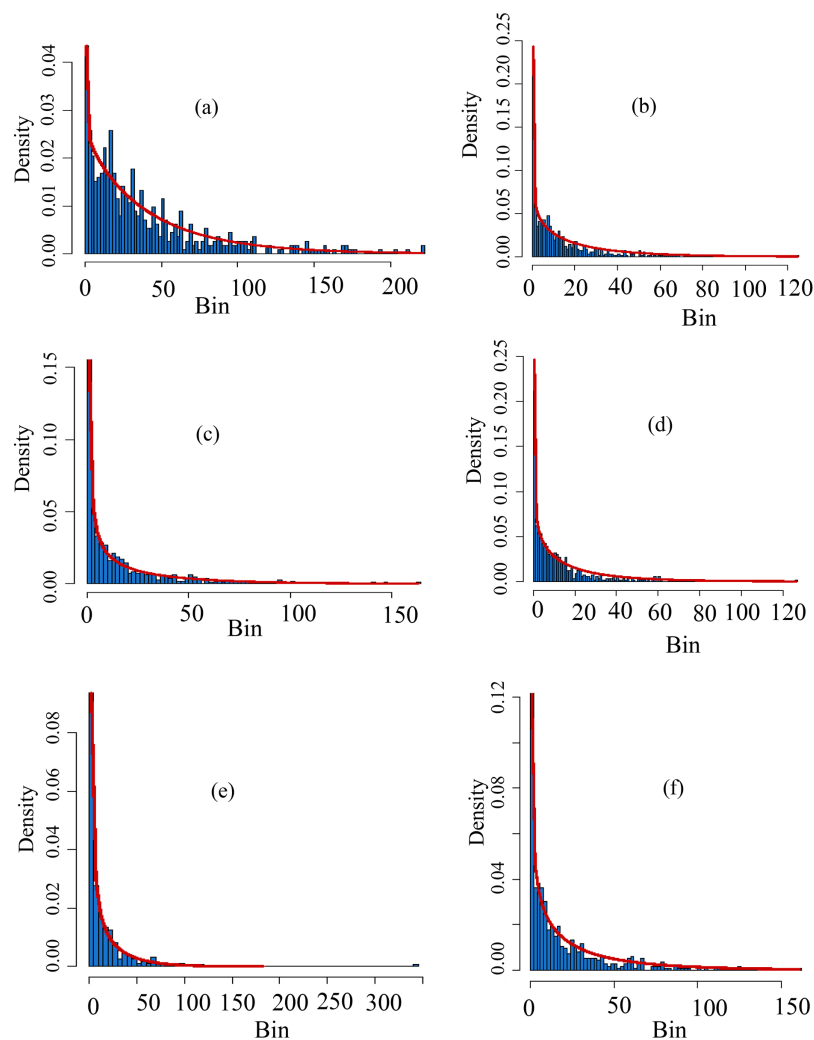 (a)
Density
0.00 0.01 0.02 0.03 0.04
0 50 100 150 200
Bin
(b)
Density
0.00 0.05 0.10 0.15 0.20 0.25
0 20 40 60 80 100 120
Bin
(c)
Density
0.00 0.05 0.10 0.15
0 50 100 150
Bin
(d)
Density
0.00 0.05 0.10 0.15 0.20 0.25
0 20 40 60 80 100 120
Bin
(e)
Density
0.00 0.02 0.04 0.06 0.08
0 50 100 150 200 250 300
Bin
(f)
Density
0.00 0.04 0.08 0.12
0 50 100 150
Bin